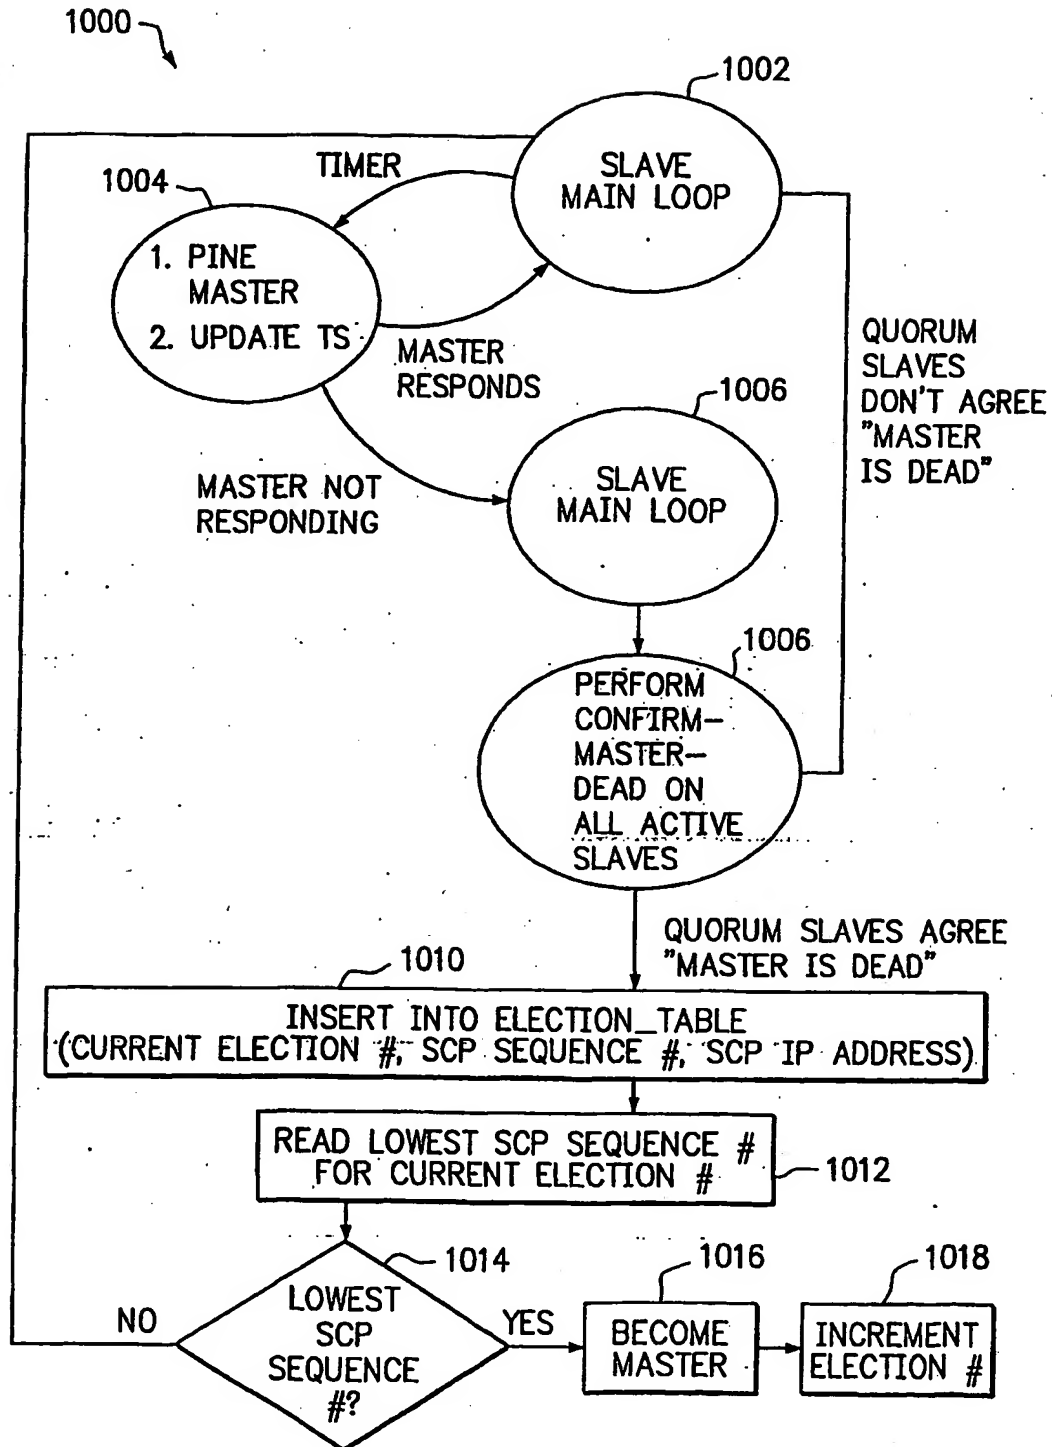 1000
1002
SLAVE
MAIN LOOP
TIMER
1004
1. PINE
MASTER
2. UPDATE TS
MASTER
RESPONDS
QUORUM
SLAVES
DON'T AGREE
"MASTER
IS DEAD"
1006
SLAVE
MAIN LOOP
MASTER NOT
RESPONDING
1006
PERFORM
CONFIRM-
MASTER-
DEAD ON
ALL ACTIVE
SLAVES
QUORUM SLAVES AGREE
"MASTER IS DEAD"
1010
INSERT INTO ELECTION_TABLE
(CURRENT ELECTION #, SCP SEQUENCE #, SCP IP ADDRESS)
READ LOWEST SCP SEQUENCE #
FOR CURRENT ELECTION #
1012
1014
LOWEST
SCP
SEQUENCE
#?
NO
YES
1016
BECOME
MASTER
1018
INCREMENT
ELECTION #